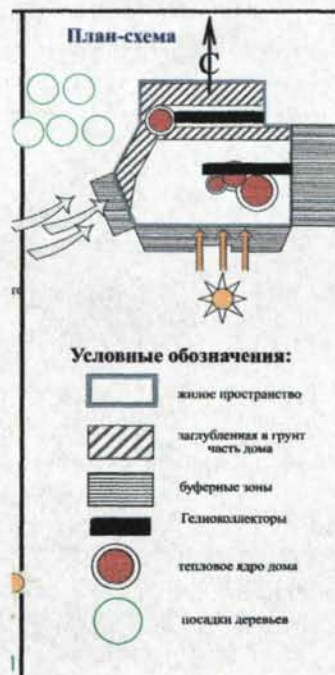 План-схема
С
Условные обозначения:
жилое пространство
заглубленная в грунт
часть дома
буферные зоны
Гелиоколлекторы
тепловое ядро дома
посадки деревьев